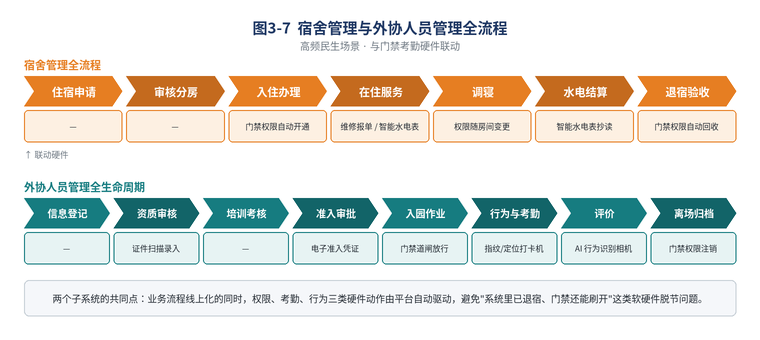 图3-7 宿舍管理与外协人员管理全流程
高频民生场景 · 与门禁考勤硬件联动
宿舍管理全流程
住宿申请 审核分房 入住办理 在住服务 调寝 水电结算 退宿验收
— — 门禁权限自动开通 维修报单 / 智能水电表 权限随房间变更 智能水电表抄读 门禁权限自动回收
↑ 联动硬件
外协人员管理全生命周期
信息登记 资质审核 培训考核 准入审批 入园作业 行为与考勤 评价 离场归档
— 证件扫描录入 — 电子准入凭证 门禁道闸放行 指纹/定位打卡机 AI 行为识别相机 门禁权限注销
两个子系统的共同点：业务流程线上化的同时，权限、考勤、行为三类硬件动作由平台自动驱动，避免"系统里已退宿、门禁还能刷开"这类软硬件脱节问题。